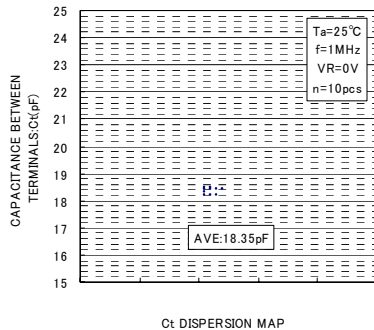 25
24
23
22
21
20
19
18
17
16
15
CAPACITANCE BETWEEN
TERMINALS:Ct(pF)
Ta=25℃
f=1MHz
VR=0V
n=10pcs
AVE:18.35pF
Ct DISPERSION MAP